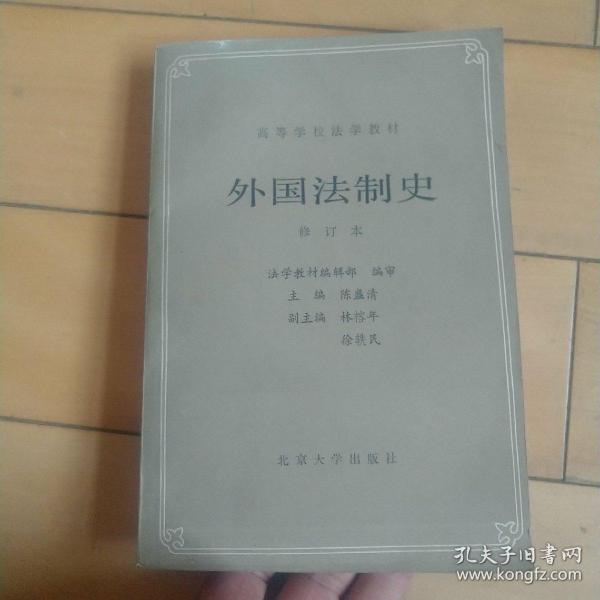 高等学校法学教材
外国法制史
修订本
法学教材编辑部 编审
主编 陈盛清
副主编 林榕年
徐轶民
北京大学出版社
孔夫子旧书网
www.kongfz.com